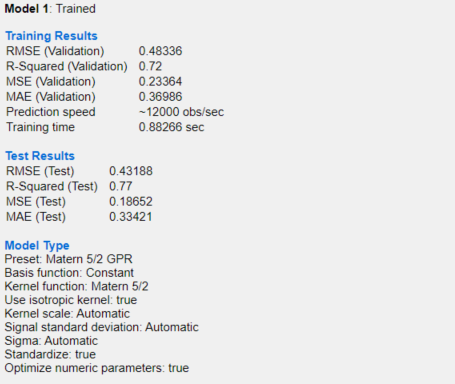 Model 1: Trained
Training Results
RMSE (Validation) 0.48336
R-Squared (Validation) 0.72
MSE (Validation) 0.23364
MAE (Validation) 0.36986
Prediction speed ~12000 obs/sec
Training time 0.88266 sec
Test Results
RMSE (Test) 0.43188
R-Squared (Test) 0.77
MSE (Test) 0.18652
MAE (Test) 0.33421
Model Type
Preset: Matern 5/2 GPR
Basis function: Constant
Kernel function: Matern 5/2
Use isotropic kernel: true
Kernel scale: Automatic
Signal standard deviation: Automatic
Sigma: Automatic
Standardize: true
Optimize numeric parameters: true